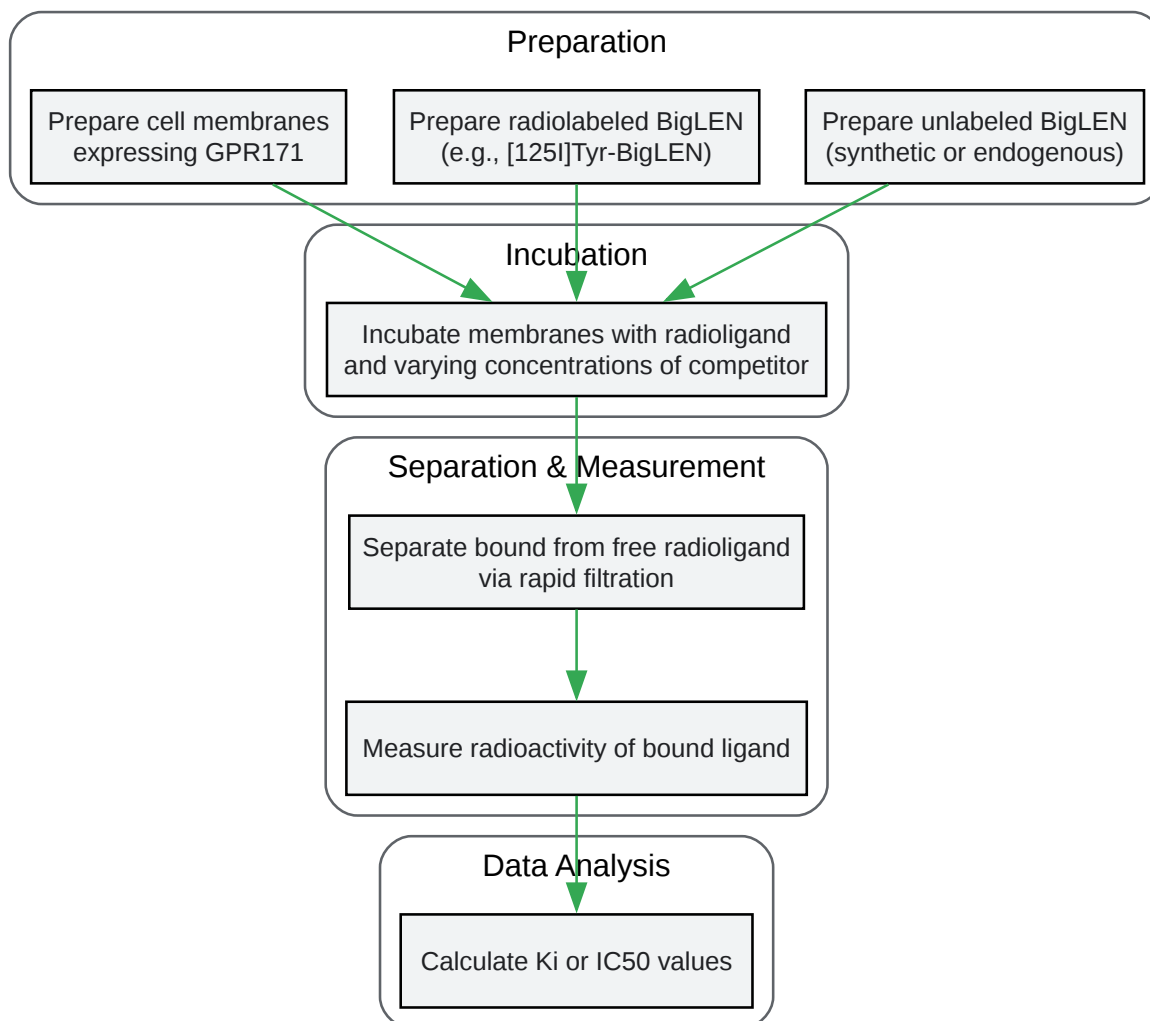 Preparation
Prepare cell membranes
expressing GPR171
Prepare radiolabeled BigLEN
(e.g., [125I]Tyr-BigLEN)
Prepare unlabeled BigLEN
(synthetic or endogenous)
Incubation
Incubate membranes with radioligand
and varying concentrations of competitor
Separation & Measurement
Separate bound from free radioligand
via rapid filtration
Measure radioactivity of bound ligand
Data Analysis
Calculate Ki or IC50 values